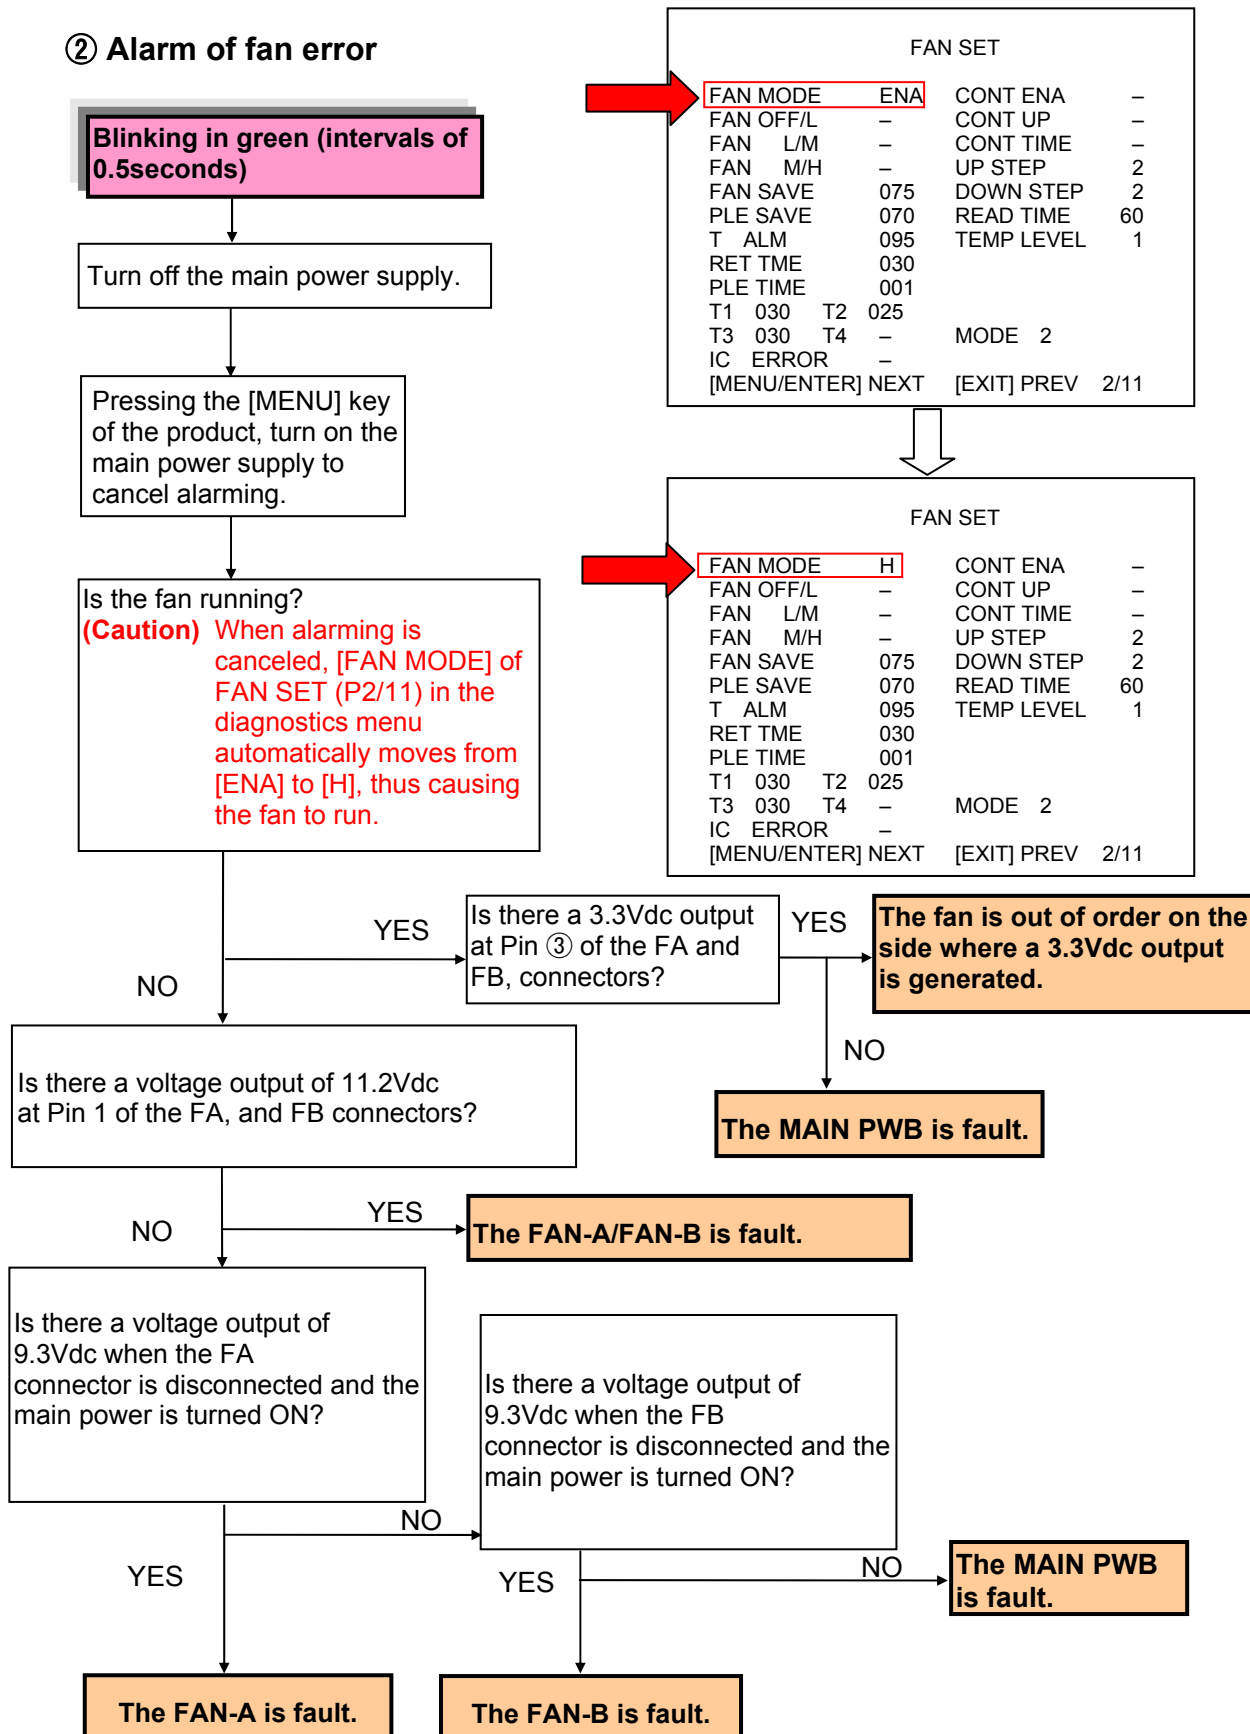 ② Alarm of fan error
Blinking in green (intervals of
0.5seconds)
Turn off the main power supply.
Pressing the [MENU] key
of the product, turn on the
main power supply to
cancel alarming.
Is the fan running?
(Caution) When alarming is
canceled, [FAN MODE] of
FAN SET (P2/11) in the
diagnostics menu
automatically moves from
[ENA] to [H], thus causing
the fan to run.
FAN SET
FAN MODE ENA CONT ENA –
FAN OFF/L – CONT UP –
FAN L/M – CONT TIME –
FAN M/H – UP STEP 2
FAN SAVE 075 DOWN STEP 2
PLE SAVE 070 READ TIME 60
T ALM 095 TEMP LEVEL 1
RET TME 030
PLE TIME 001
T1 030 T2 025
T3 030 T4 – MODE 2
IC ERROR –
[MENU/ENTER] NEXT [EXIT] PREV 2/11
FAN SET
FAN MODE H CONT ENA –
FAN OFF/L – CONT UP –
FAN L/M – CONT TIME –
FAN M/H – UP STEP 2
FAN SAVE 075 DOWN STEP 2
PLE SAVE 070 READ TIME 60
T ALM 095 TEMP LEVEL 1
RET TME 030
PLE TIME 001
T1 030 T2 025
T3 030 T4 – MODE 2
IC ERROR –
[MENU/ENTER] NEXT [EXIT] PREV 2/11
YES
Is there a 3.3Vdc output
at Pin ③ of the FA and
FB, connectors?
YES
The fan is out of order on the
side where a 3.3Vdc output
is generated.
NO
NO
The MAIN PWB is fault.
Is there a voltage output of 11.2Vdc
at Pin 1 of the FA, and FB connectors?
YES
The FAN-A/FAN-B is fault.
NO
Is there a voltage output of
9.3Vdc when the FA
connector is disconnected and the
main power is turned ON?
NO
Is there a voltage output of
9.3Vdc when the FB
connector is disconnected and the
main power is turned ON?
YES
YES
NO
The MAIN PWB
is fault.
The FAN-A is fault.
The FAN-B is fault.